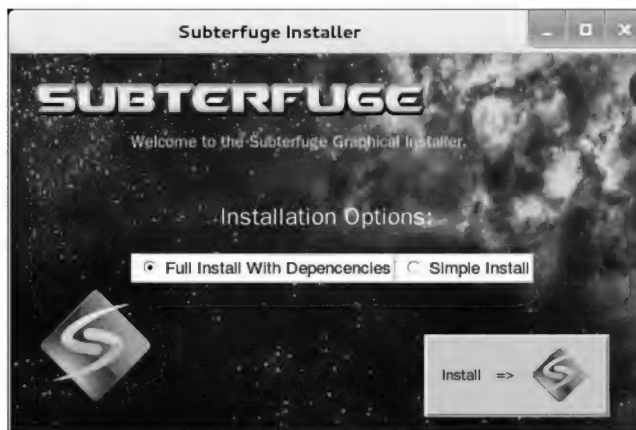 Subterfuge Installer
SUBTERFUGE
Welcome to the Subterfuge Graphical Installer.
Installation Options:
Full Install With Depencencies Simple Install
Install =>